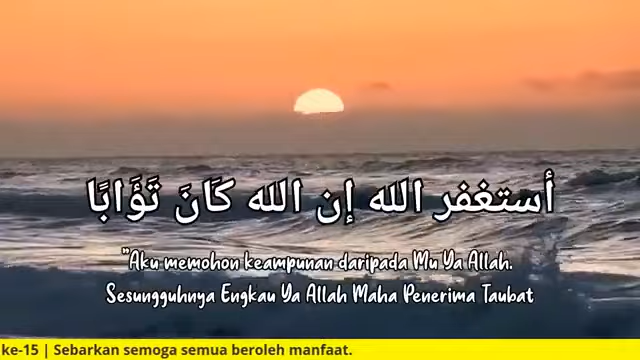 أستغفر الله إن الله كَانَ تَؤَابًا
"Aku memohon keampunan daripada Mu Ya Allah.
Sesungguhnya Engkau Ya Allah Maha Penerima Taubat
ke-15 | Sebarkan semoga semua beroleh manfaat.